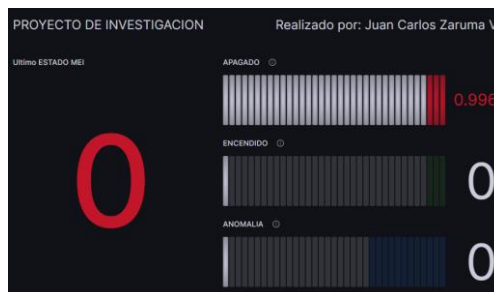 PROYECTO DE INVESTIGACION
Realizado por: Juan Carlos Zaruma V
Ultimo ESTADO MEI
0
APAGADO
0.996
ENCENDIDO
0
ANOMALIA
0